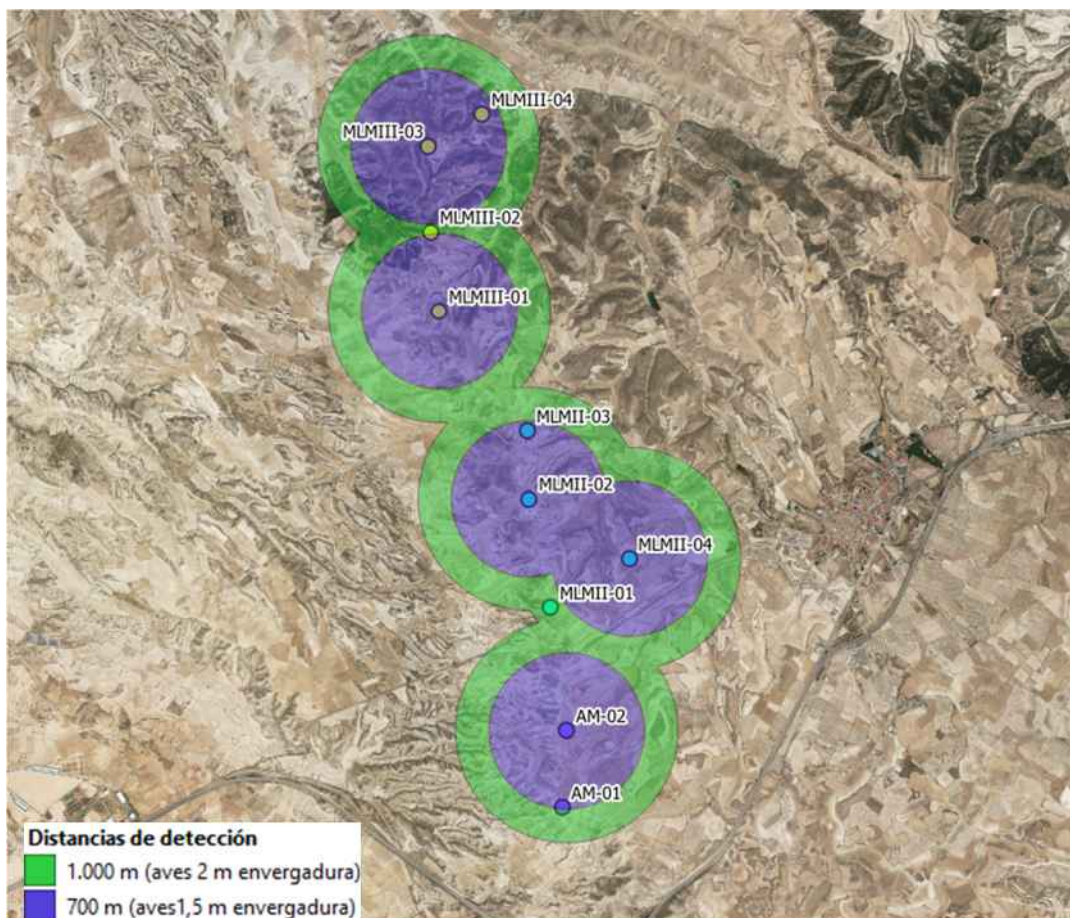 MLMIII-04
MLMIII-03
MLMIII-02
MLMIII-01
MLMII-03
MLMII-02
MLMII-04
MLMII-01
AM-02
AM-01
Distancias de detección
1.000 m (aves 2 m envergadura)
700 m (aves1,5 m envergadura)